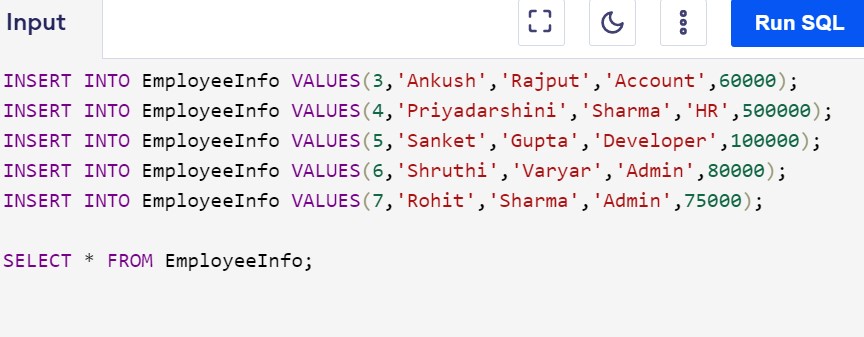 Input
Run SQL
INSERT INTO EmployeeInfo VALUES(3,'Ankush','Rajput','Account',60000);
INSERT INTO EmployeeInfo VALUES(4,'Priyadarshini','Sharma','HR',500000);
INSERT INTO EmployeeInfo VALUES(5,'Sanket','Gupta','Developer',100000);
INSERT INTO EmployeeInfo VALUES(6,'Shruthi','Varyar','Admin',80000);
INSERT INTO EmployeeInfo VALUES(7,'Rohit','Sharma','Admin',75000);
SELECT * FROM EmployeeInfo;